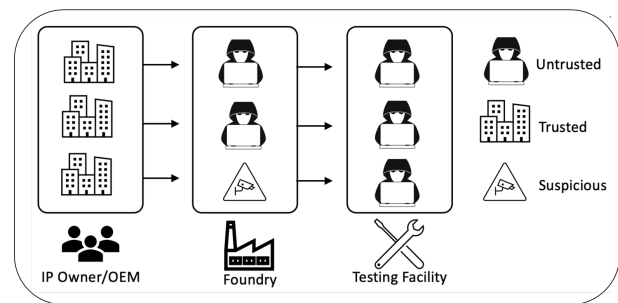 Untrusted
Trusted
Suspicious
IP Owner/OEM
Foundry
Testing Facility